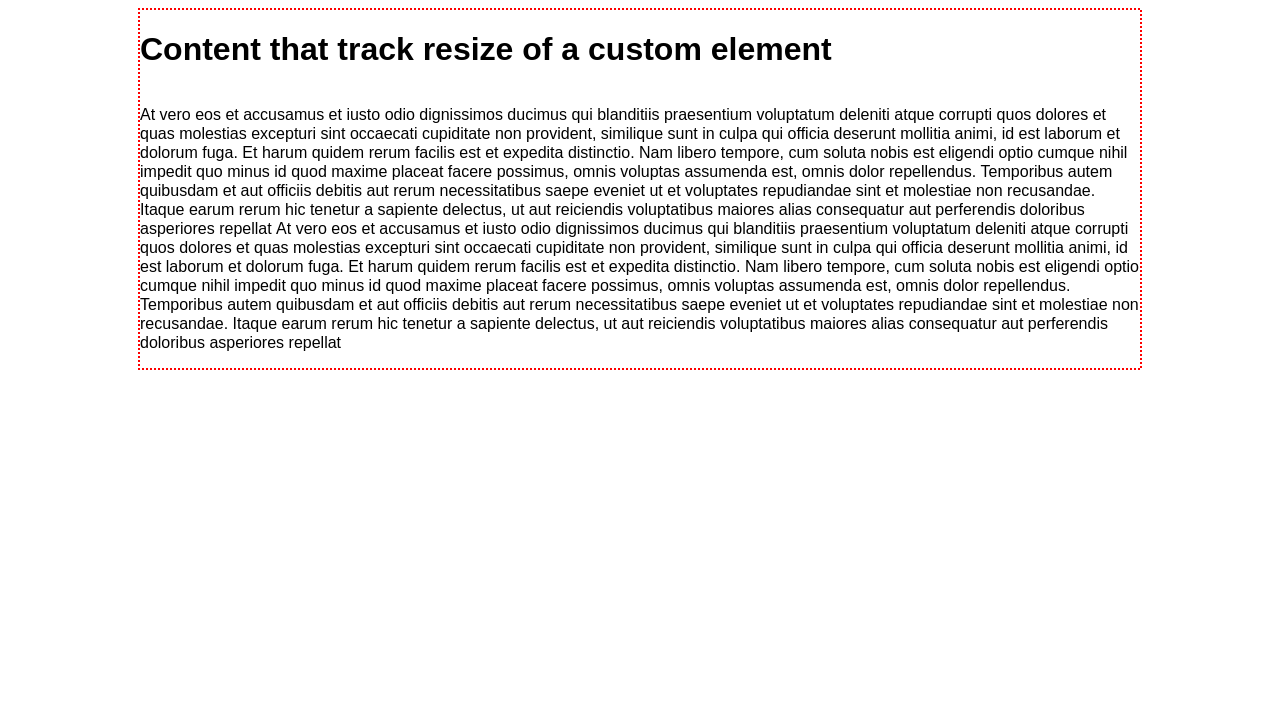 Content that track resize of a custom element
At vero eos et accusamus et iusto odio dignissimos ducimus qui blanditiis praesentium voluptatum deleniti atque corrupti quos dolores et
quas molestias excepturi sint occaecati cupiditate non provident, similique sunt in culpa qui officia deserunt mollitia animi, id est laborum et
dolorum fuga. Et harum quidem rerum facilis est et expedita distinctio. Nam libero tempore, cum soluta nobis est eligendi optio cumque nihil
impedit quo minus id quod maxime placeat facere possimus, omnis voluptas assumenda est, omnis dolor repellendus. Temporibus autem
quibusdam et aut officiis debitis aut rerum necessitatibus saepe eveniet ut et voluptates repudiandae sint et molestiae non recusandae.
Itaque earum rerum hic tenetur a sapiente delectus, ut aut reiciendis voluptatibus maiores alias consequatur aut perferendis doloribus
asperiores repellat At vero eos et accusamus et iusto odio dignissimos ducimus qui blanditiis praesentium voluptatum deleniti atque corrupti
quos dolores et quas molestias excepturi sint occaecati cupiditate non provident, similique sunt in culpa qui officia deserunt mollitia animi, id
est laborum et dolorum fuga. Et harum quidem rerum facilis est et expedita distinctio. Nam libero tempore, cum soluta nobis est eligendi optio
cumque nihil impedit quo minus id quod maxime placeat facere possimus, omnis voluptas assumenda est, omnis dolor repellendus.
Temporibus autem quibusdam et aut officiis debitis aut rerum necessitatibus saepe eveniet ut et voluptates repudiandae sint et molestiae non
recusandae. Itaque earum rerum hic tenetur a sapiente delectus, ut aut reiciendis voluptatibus maiores alias consequatur aut perferendis
doloribus asperiores repellat